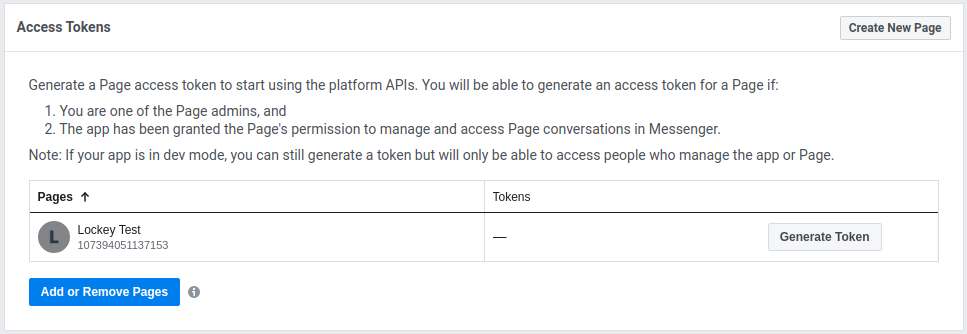 Access Tokens
Create New Page
Generate a Page access token to start using the platform APIs. You will be able to generate an access token for a Page if:
1. You are one of the Page admins, and
2. The app has been granted the Page's permission to manage and access Page conversations in Messenger.
Note: If your app is in dev mode, you can still generate a token but will only be able to access people who manage the app or Page.
Pages ↑
Tokens
L
Lockey Test
107394051137153
—
Generate Token
Add or Remove Pages